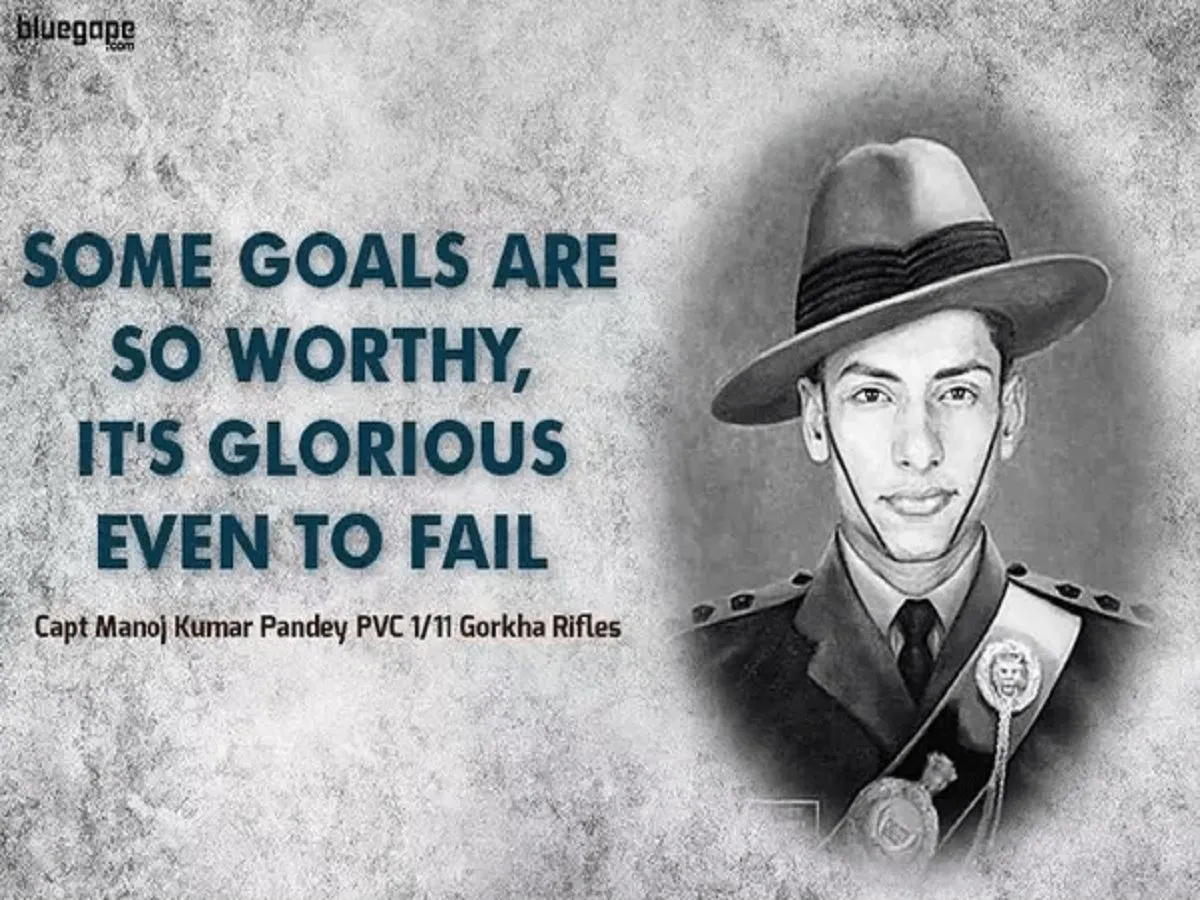 bluegape
.com
SOME GOALS ARE
SO WORTHY,
IT'S GLORIOUS
EVEN TO FAIL
Capt Manoj Kumar Pandey PVC 1/11 Gorkha Rifles